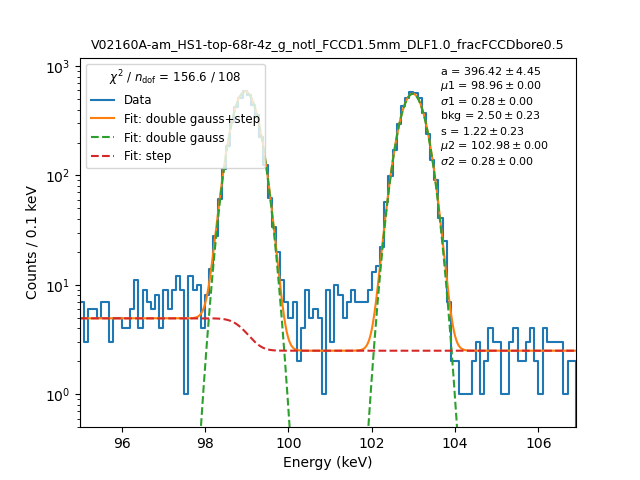 V02160A-am_HS1-top-68r-4z_g_notl_FCCD1.5mm_DLF1.0_fracFCCDbore0.5
χ² / n_dof = 156.6 / 108
Data
Fit: double gauss+step
Fit: double gauss
Fit: step
a = 396.42 ± 4.45
μ1 = 98.96 ± 0.00
σ1 = 0.28 ± 0.00
bkg = 2.50 ± 0.23
s = 1.22 ± 0.23
μ2 = 102.98 ± 0.00
σ2 = 0.28 ± 0.00
Counts / 0.1 keV
10³
10²
10¹
10⁰
96 98 100 102 104 106
Energy (keV)